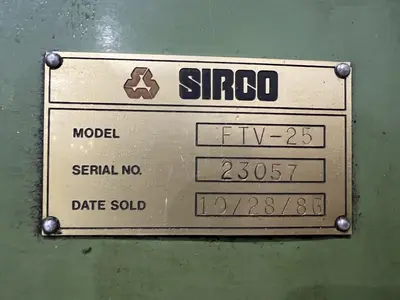 SIRCO
MODEL FTV-25
SERIAL NO. 23057
DATE SOLD 10/28/86